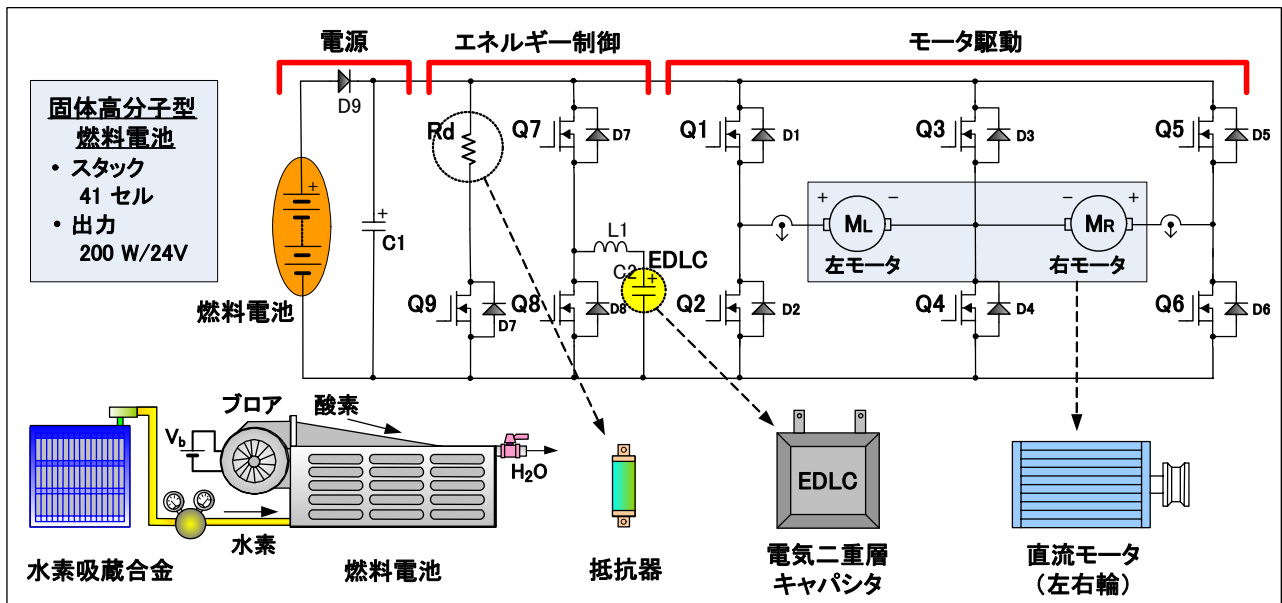 電源
エネルギー制御
モータ駆動
固体高分子型
燃料電池
・ スタック
41 セル
・ 出力
200 W/24V
D9
+
C1
+
燃料電池
Rd
Q9
D7
Q7
D7
L1
EDLC
C2
+
Q8
D8
Q1
D1
Q3
D3
Q5
D5
+
ML
-
左モータ
-
MR
+
右モータ
Q2
D2
Q4
D4
Q6
D6
ブロア
酸素
Vb
H2O
水素
水素吸蔵合金
燃料電池
抵抗器
EDLC
電気二重層
キャパシタ
直流モータ
（左右輪）